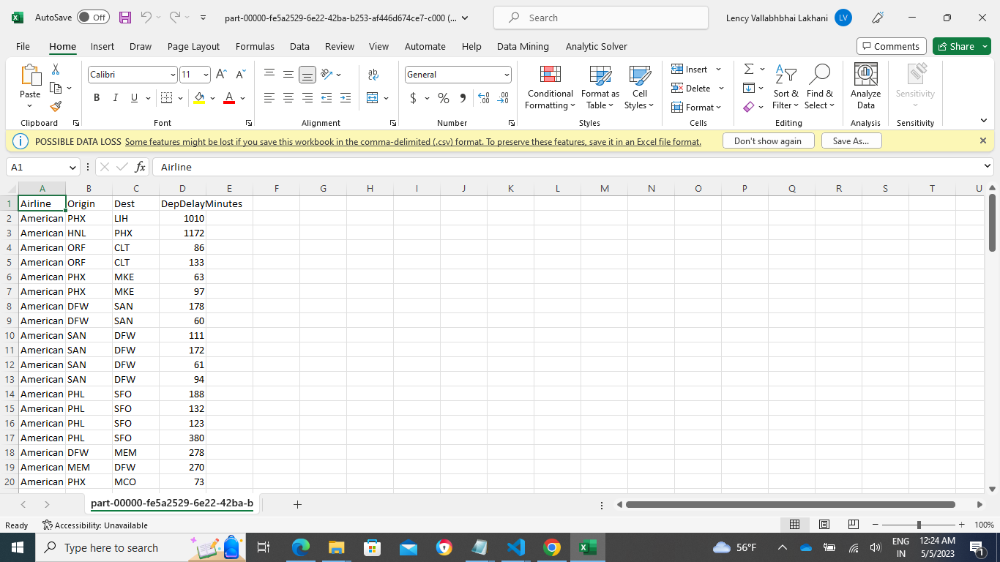 AutoSave Off part-00000-fe5a2529-6e22-42ba-b253-af446d674ce7-c000 (... Search Lency Vallabhbhai Lakhani LV
File Home Insert Draw Page Layout Formulas Data Review View Automate Help Data Mining Analytic Solver Comments Share
Calibri 11 A A ab General Insert Σ
Paste B I U A $ % , Conditional Formatting Format as Table Cell Styles Delete Sort & Filter Find & Select Analyze Data Sensitivity
Format
Clipboard Font Alignment Number Styles Cells Editing Analysis Sensitivity
POSSIBLE DATA LOSS Some features might be lost if you save this workbook in the comma-delimited (.csv) format. To preserve these features, save it in an Excel file format. Don't show again Save As...
A1 fx Airline
A B C D E F G H I J K L M N O P Q R S T U
1 Airline Origin Dest DepDelayMinutes
2 American PHX LIH 1010
3 American HNL PHX 1172
4 American ORF CLT 86
5 American ORF CLT 133
6 American PHX MKE 63
7 American PHX MKE 97
8 American DFW SAN 178
9 American DFW SAN 60
10 American SAN DFW 111
11 American SAN DFW 172
12 American SAN DFW 61
13 American SAN DFW 94
14 American PHL SFO 188
15 American PHL SFO 132
16 American PHL SFO 123
17 American PHL SFO 380
18 American DFW MEM 278
19 American MEM DFW 270
20 American PHX MCO 73
part-00000-fe5a2529-6e22-42ba-b
Ready Accessibility: Unavailable 100%
Type here to search 56°F ENG IN 12:24 AM 5/5/2023 1